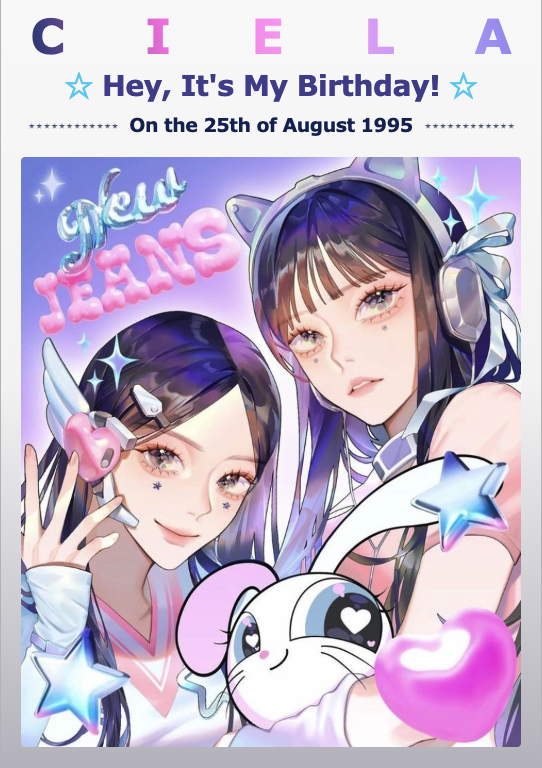 C I E L A
☆ Hey, It's My Birthday! ☆
************ On the 25th of August 1995 ************
New
JEANS